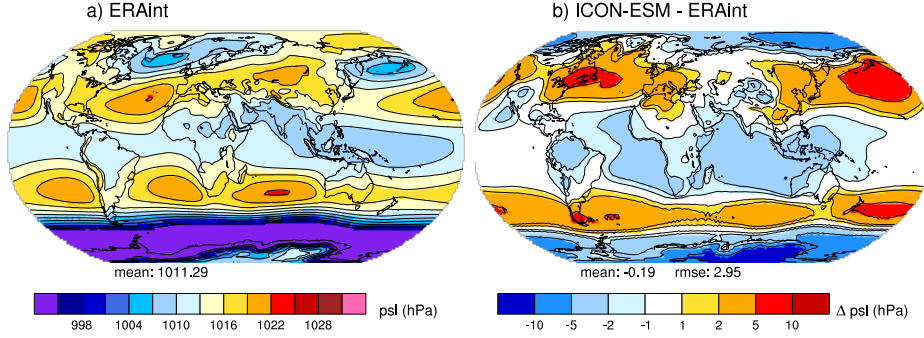 a) ERAint
b) ICON-ESM - ERAint
mean: 1011.29
mean: -0.19 rmse: 2.95
998 1004 1010 1016 1022 1028
psl (hPa)
-10 -5 -2 -1 1 2 5 10
Δ psl (hPa)